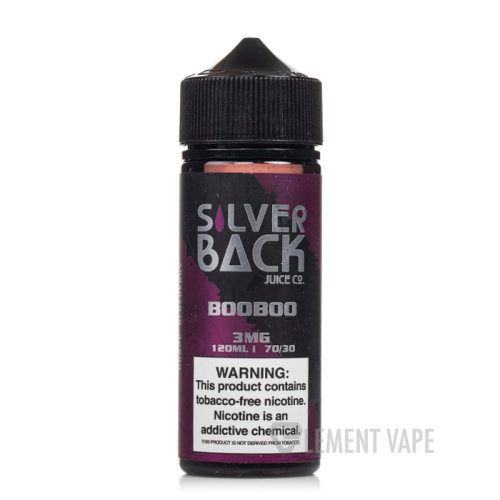 SILVER
BACK
JUICE CO.
BOOBOO
3MG
120ML | 70/30
WARNING:
This product contains
tobacco-free nicotine.
Nicotine is an
addictive chemical.
THIS PRODUCT IS NOT DERIVED FROM TOBACCO.
LEMENT VAPE